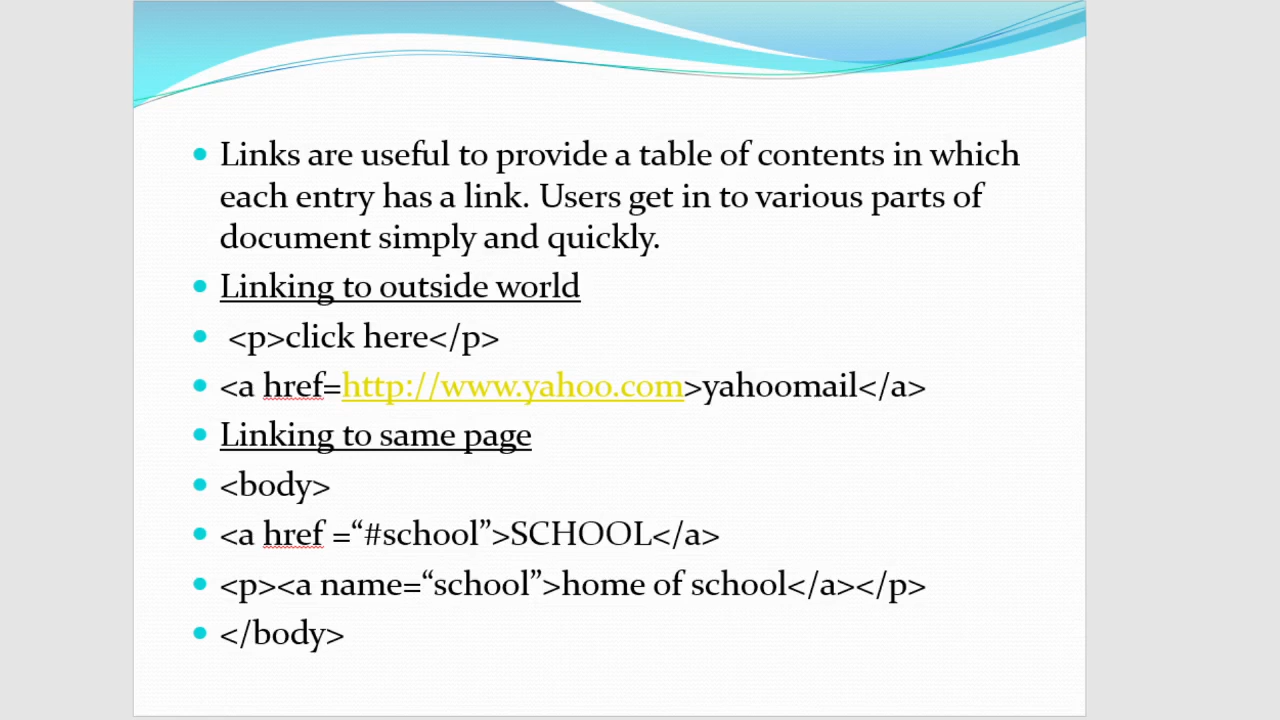 Links are useful to provide a table of contents in which
each entry has a link. Users get in to various parts of
document simply and quickly.
Linking to outside world
<p>click here</p>
<a href=http://www.yahoo.com>yahoomail</a>
Linking to same page
<body>
<a href =“#school”>SCHOOL</a>
<p><a name=“school”>home of school</a></p>
</body>